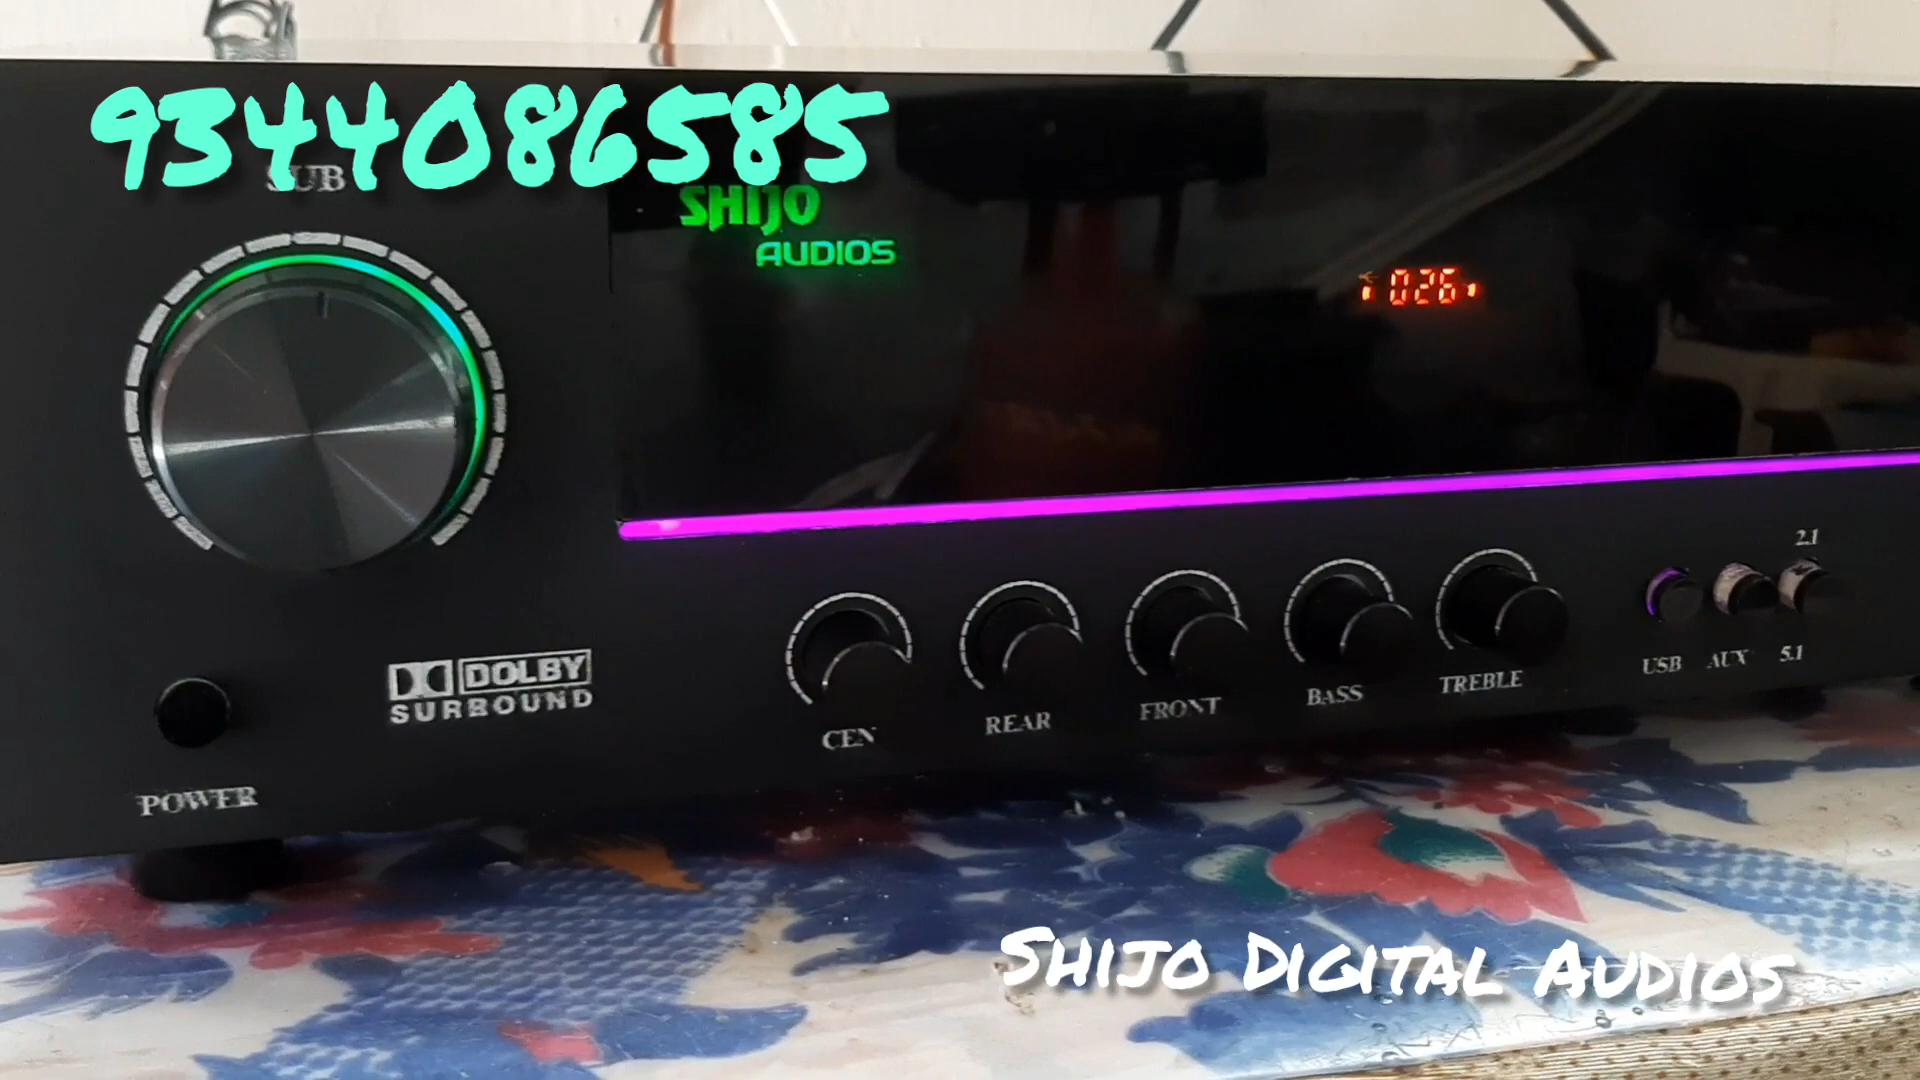 9344086585
SUB
SHIJO
AUDIOS
026
2.1
USB AUX 5.1
DOLBY
SURROUND
CEN REAR FRONT BASS TREBLE
POWER
SHIJO DIGITAL AUDIOS